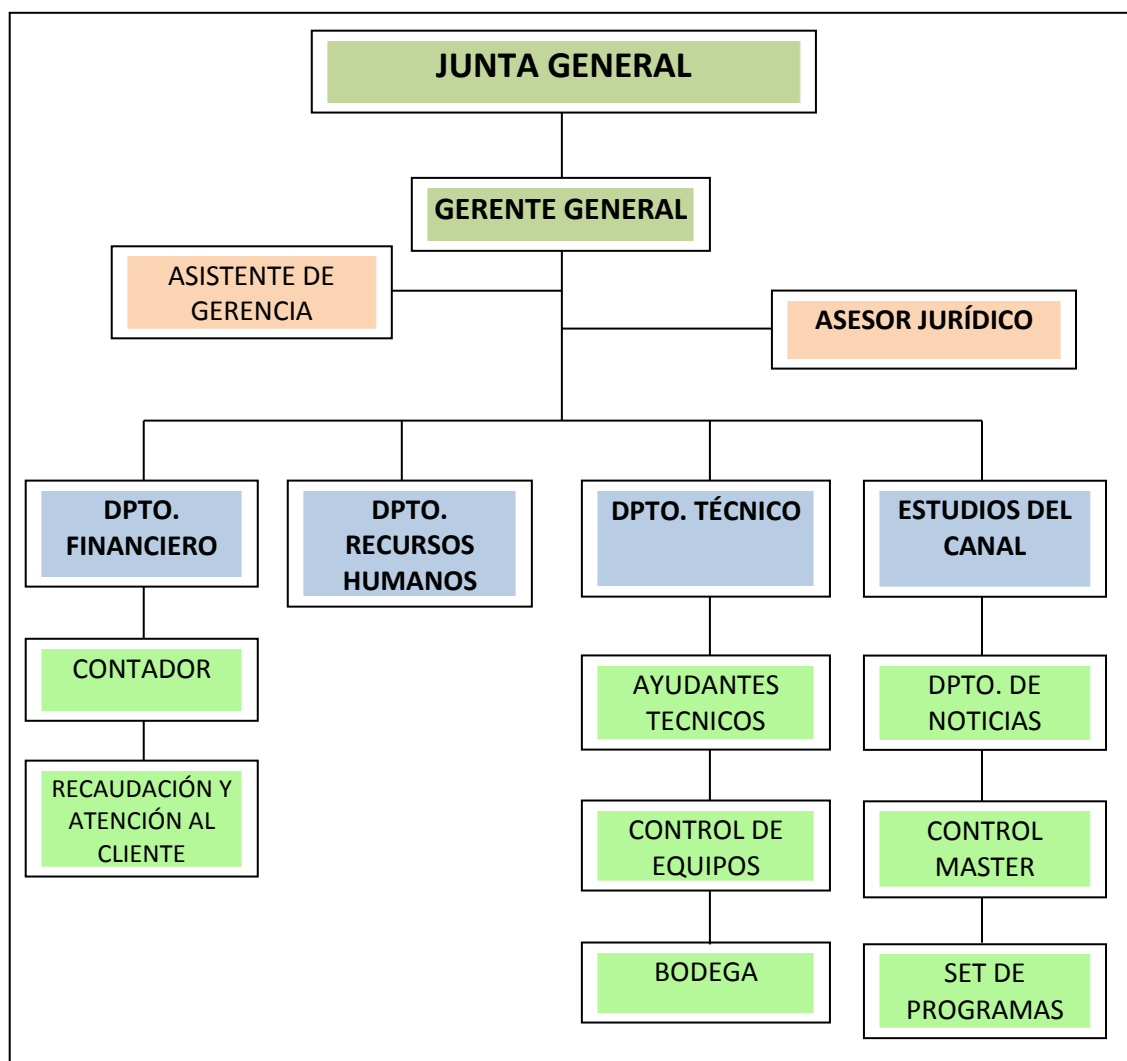 JUNTA GENERAL
GERENTE GENERAL
ASISTENTE DE
GERENCIA
ASESOR JURÍDICO
DPTO.
FINANCIERO
DPTO.
RECURSOS
HUMANOS
DPTO. TÉCNICO
ESTUDIOS DEL
CANAL
CONTADOR
AYUDANTES
TECNICOS
DPTO. DE
NOTICIAS
RECAUDACIÓN Y
ATENCIÓN AL
CLIENTE
CONTROL DE
EQUIPOS
CONTROL
MASTER
BODEGA
SET DE
PROGRAMAS